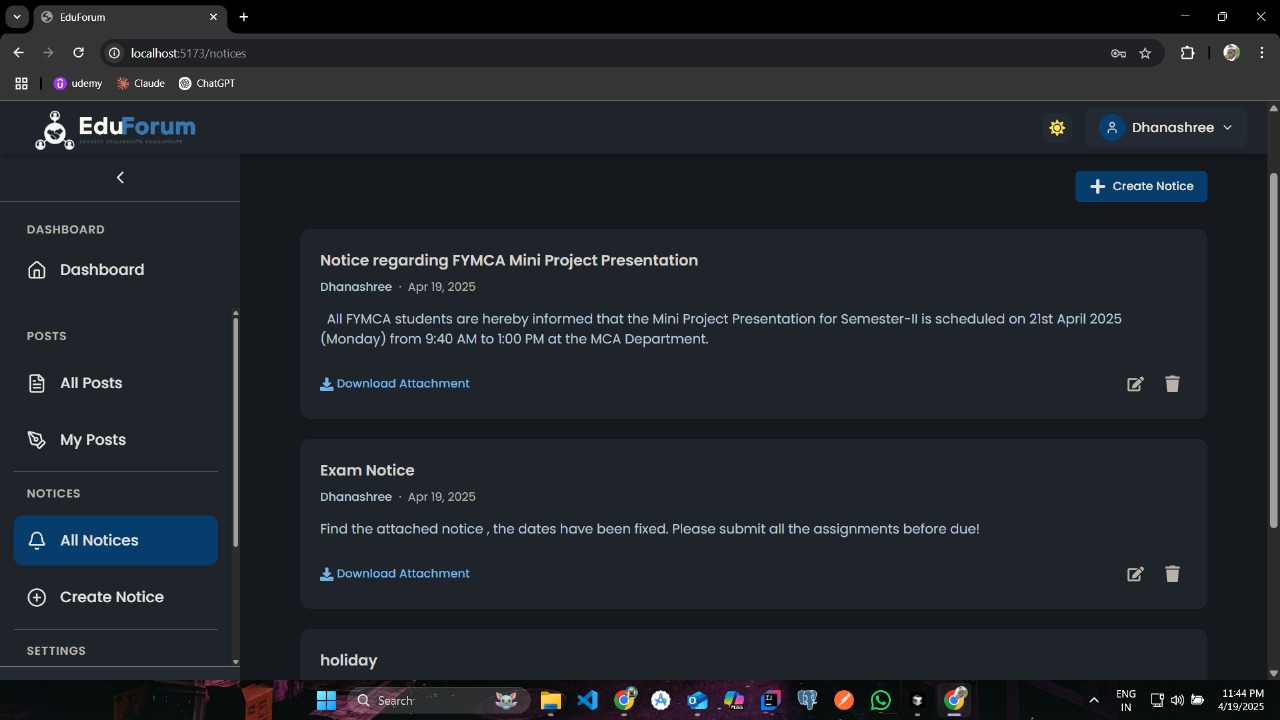 EduForum
localhost:5173/notices
udemy
Claude
ChatGPT
EduForum
CONNECT COLLABORATE COMMUNICATE
Dhanashree
Create Notice
DASHBOARD
Dashboard
POSTS
All Posts
My Posts
NOTICES
All Notices
Create Notice
SETTINGS
Notice regarding FYMCA Mini Project Presentation
Dhanashree · Apr 19, 2025
All FYMCA students are hereby informed that the Mini Project Presentation for Semester-II is scheduled on 21st April 2025
(Monday) from 9:40 AM to 1:00 PM at the MCA Department.
Download Attachment
Exam Notice
Dhanashree · Apr 19, 2025
Find the attached notice , the dates have been fixed. Please submit all the assignments before due!
Download Attachment
holiday
Search
ENG
IN
11:44 PM
4/19/2025